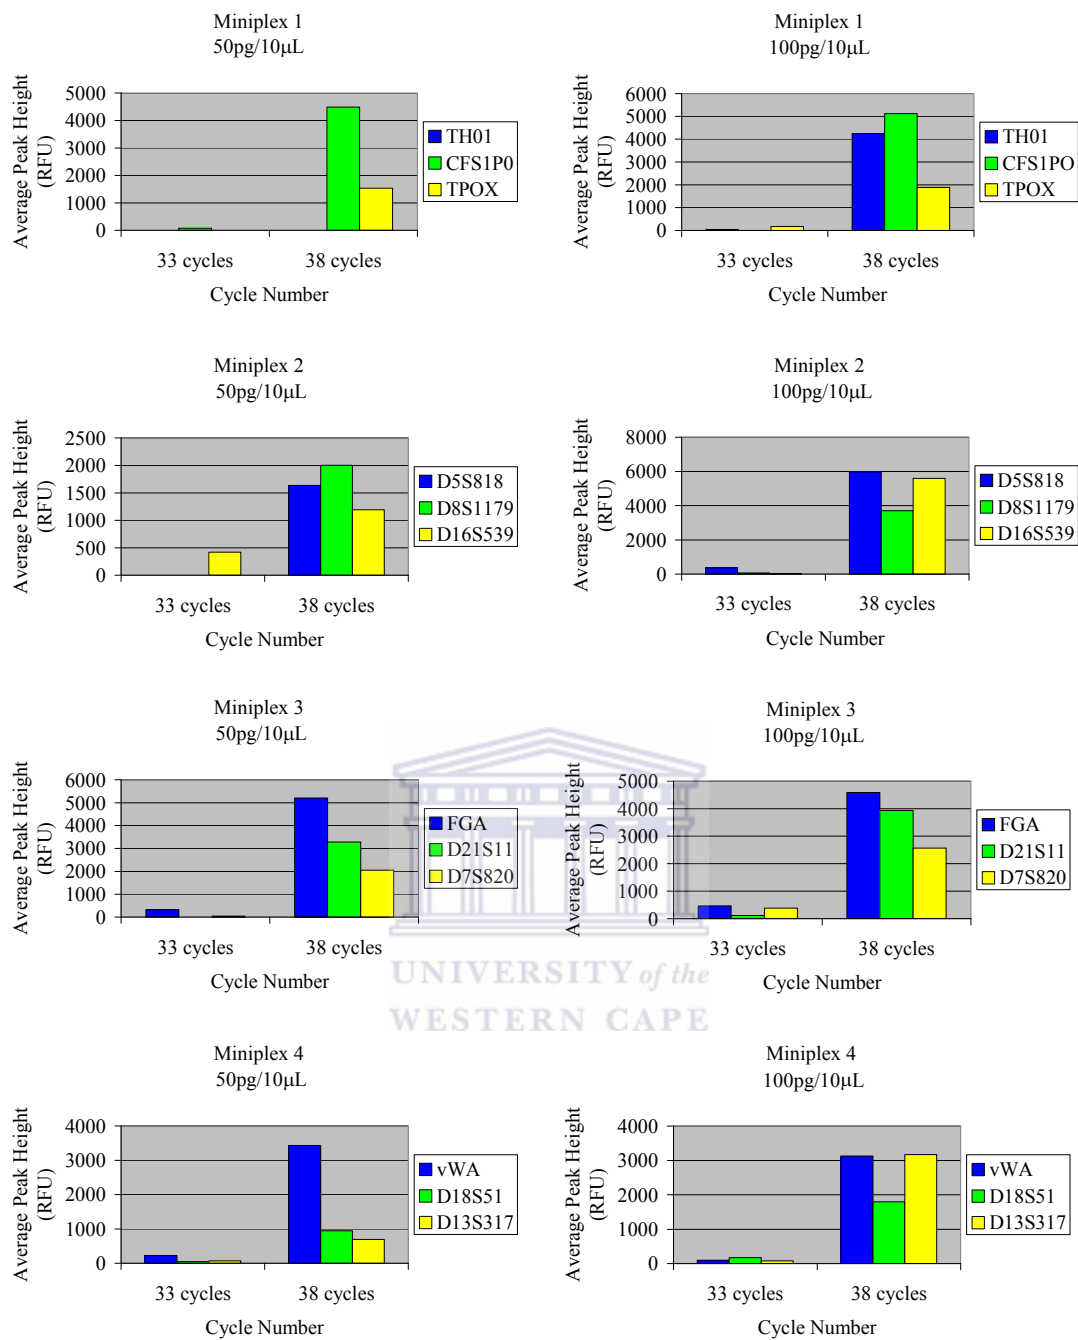 Miniplex 1
50pg/10µL
Average Peak Height
(RFU)
5000
4000
3000
2000
1000
0
33 cycles
38 cycles
Cycle Number
TH01
CFS1P0
TPOX
Miniplex 1
100pg/10µL
Average Peak Height
(RFU)
6000
5000
4000
3000
2000
1000
0
33 cycles
38 cycles
Cycle Number
TH01
CFS1PO
TPOX
Miniplex 2
50pg/10µL
Average Peak Height
(RFU)
2500
2000
1500
1000
500
0
33 cycles
38 cycles
Cycle Number
D5S818
D8S1179
D16S539
Miniplex 2
100pg/10µL
Average Peak Height
(RFU)
8000
6000
4000
2000
0
33 cycles
38 cycles
Cycle Number
D5S818
D8S1179
D16S539
Miniplex 3
50pg/10µL
Average Peak Height
(RFU)
6000
5000
4000
3000
2000
1000
0
33 cycles
38 cycles
Cycle Number
FGA
D21S11
D7S820
Miniplex 3
100pg/10µL
Average Peak Height
(RFU)
5000
4000
3000
2000
1000
0
33 cycles
38 cycles
Cycle Number
FGA
D21S11
D7S820
UNIVERSITY of the
WESTERN CAPE
Miniplex 4
50pg/10µL
Average Peak Height
(RFU)
4000
3000
2000
1000
0
33 cycles
38 cycles
Cycle Number
vWA
D18S51
D13S317
Miniplex 4
100pg/10µL
Average Peak Height
(RFU)
4000
3000
2000
1000
0
33 cycles
38 cycles
Cycle Number
vWA
D18S51
D13S317